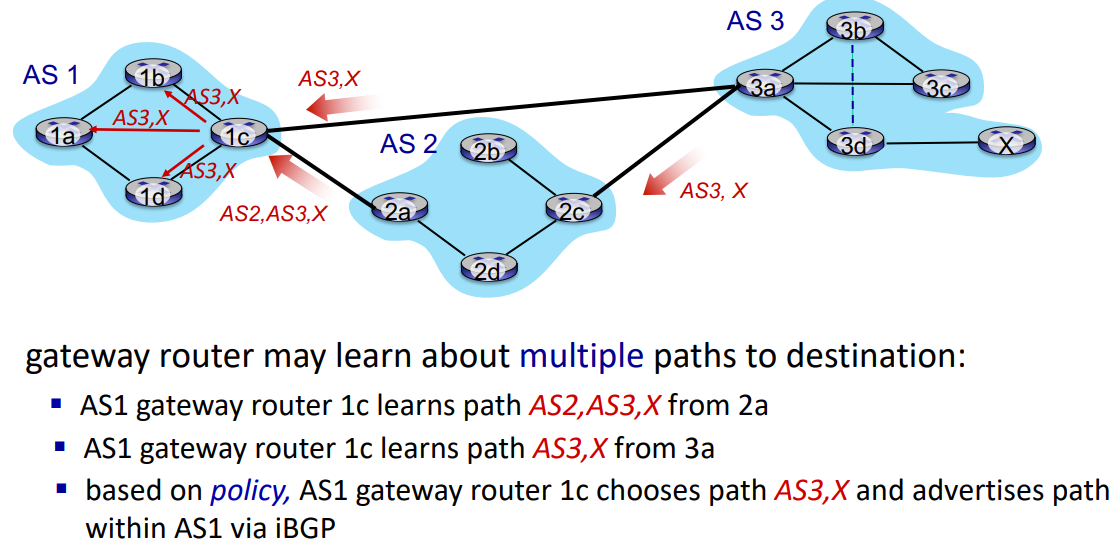 AS 3
3b
AS 1
1b
AS3,X
3a
3c
AS3,X
AS3,X
1a
1c
AS 2
2b
3d
X
AS3,X
1d
AS3, X
AS2,AS3,X
2a
2c
2d
gateway router may learn about multiple paths to destination:
▪ AS1 gateway router 1c learns path AS2,AS3,X from 2a
▪ AS1 gateway router 1c learns path AS3,X from 3a
▪ based on policy, AS1 gateway router 1c chooses path AS3,X and advertises path
within AS1 via iBGP